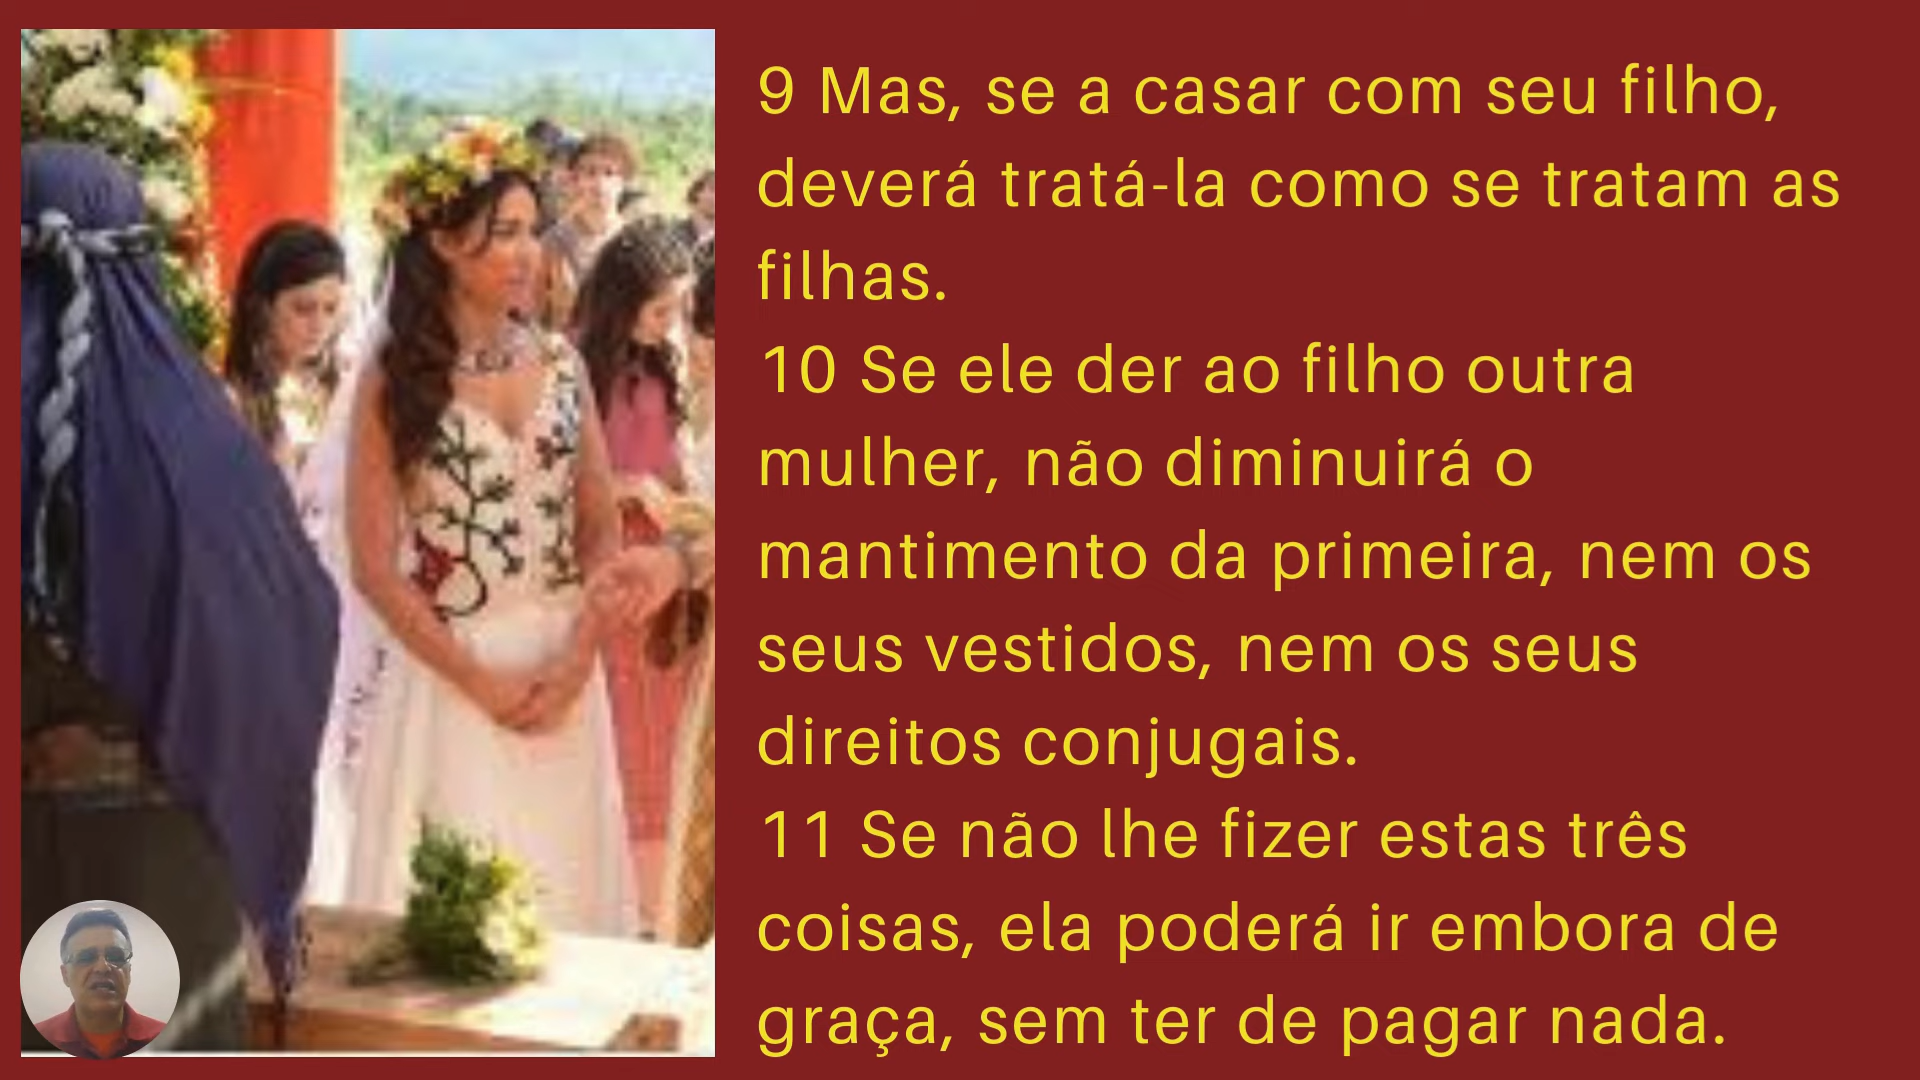 9 Mas, se a casar com seu filho,
deverá tratá-la como se tratam as
filhas.
10 Se ele der ao filho outra
mulher, não diminuirá o
mantimento da primeira, nem os
seus vestidos, nem os seus
direitos conjugais.
11 Se não lhe fizer estas três
coisas, ela poderá ir embora de
graça, sem ter de pagar nada.